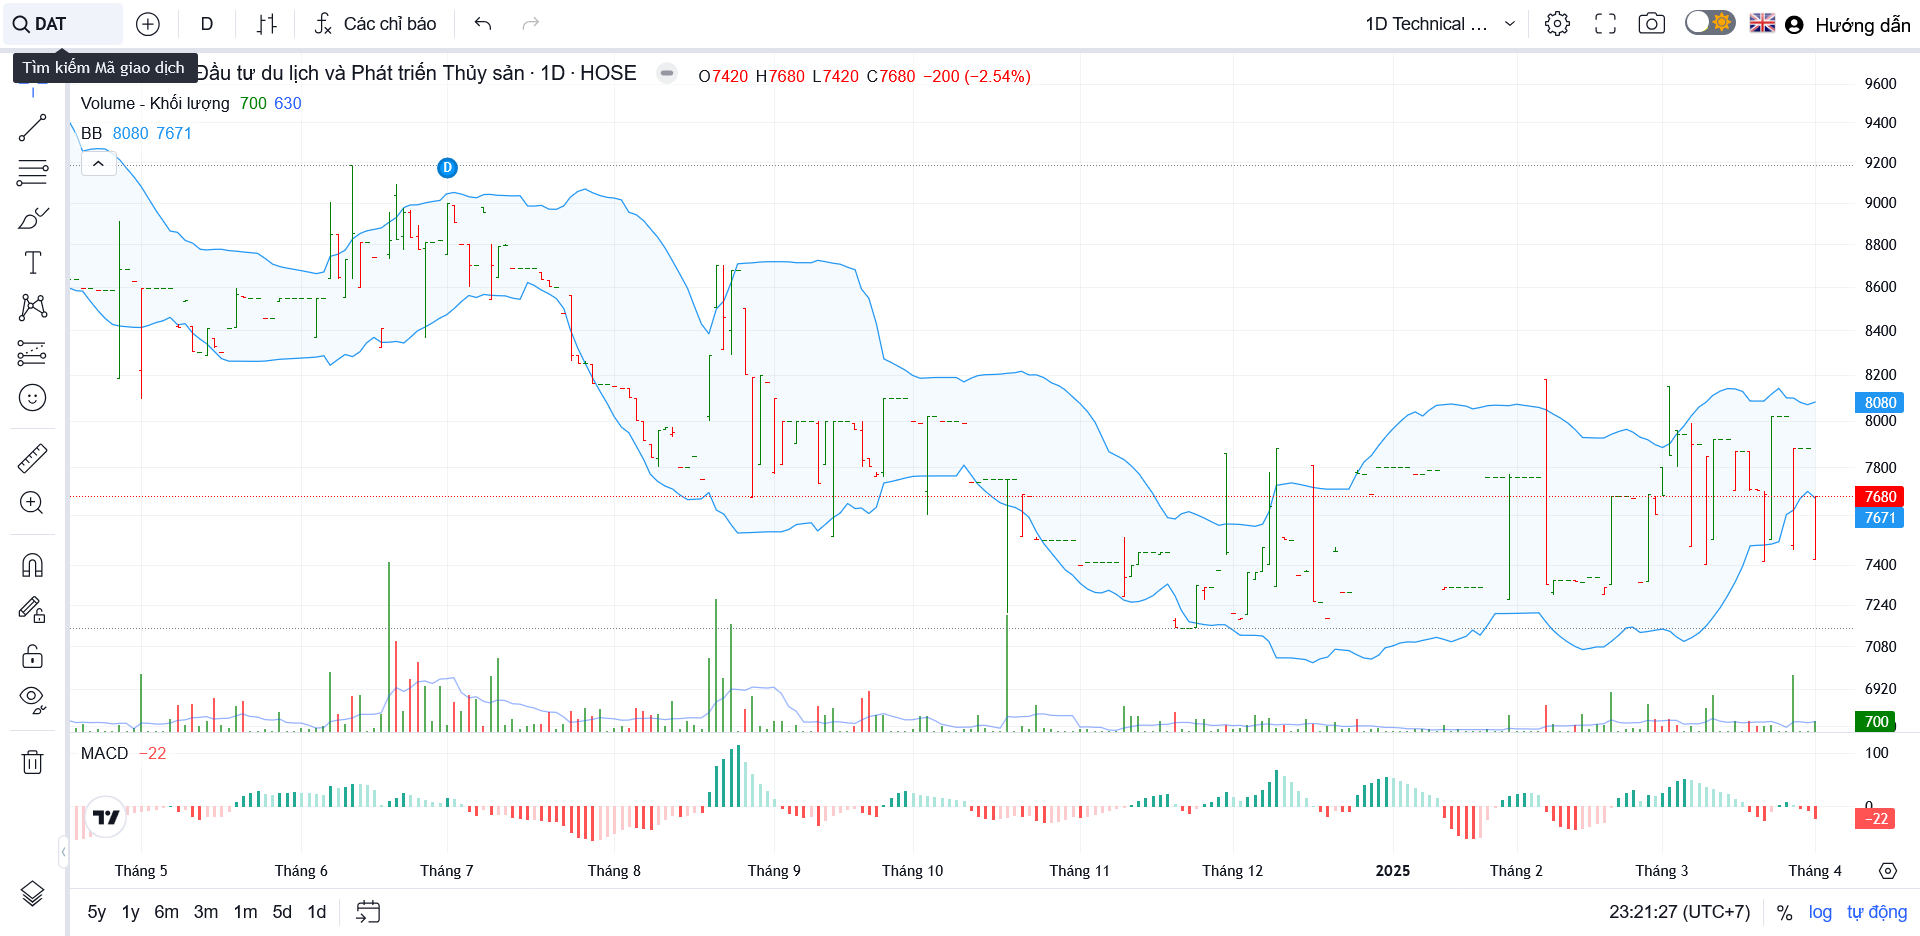 DAT
D
Các chỉ báo
1D Technical ...
Hướng dẫn
Tìm kiếm Mã giao dịch
Đầu tư du lịch và Phát triển Thủy sản · 1D · HOSE
O7420 H7680 L7420 C7680 −200 (−2.54%)
Volume - Khối lượng 700 630
BB 8080 7671
D
9600
9400
9200
9000
8800
8600
8400
8200
8080
8000
7800
7680
7671
7400
7240
7080
6920
700
MACD −22
100
0
−22
Tháng 5
Tháng 6
Tháng 7
Tháng 8
Tháng 9
Tháng 10
Tháng 11
Tháng 12
2025
Tháng 2
Tháng 3
Tháng 4
5y 1y 6m 3m 1m 5d 1d
23:21:27 (UTC+7)
%
log
tự động